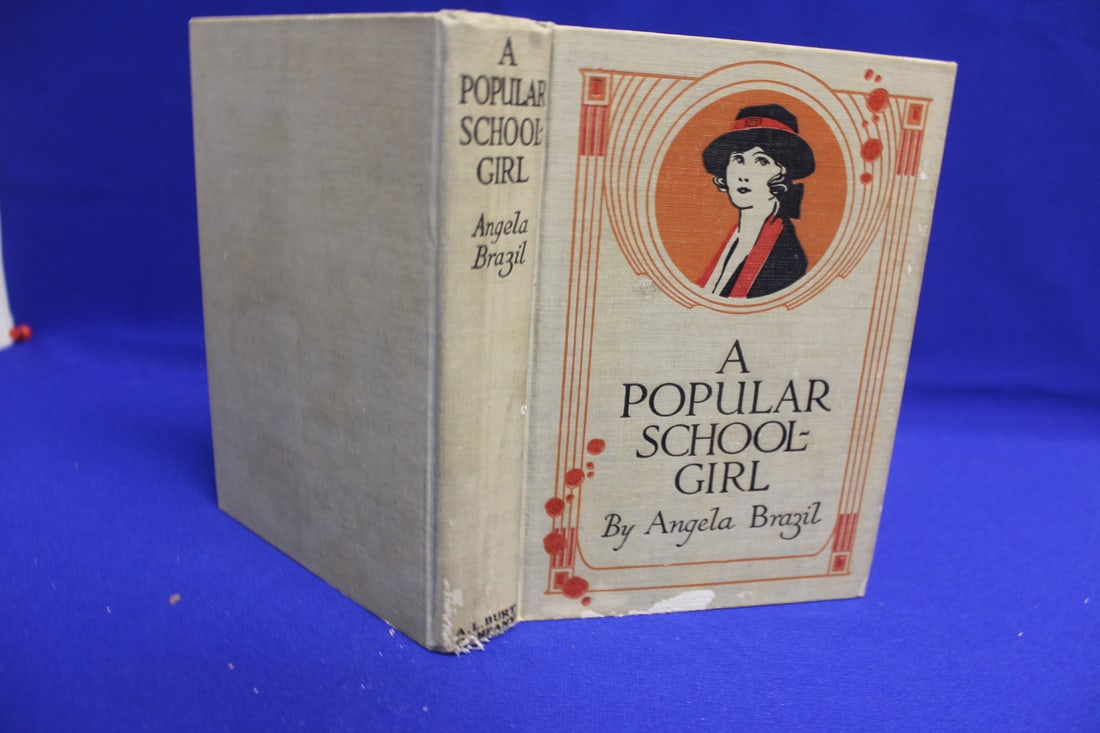 A
POPULAR
SCHOOL-
GIRL
Angela
Brazil
A. L. BURT
COMPANY
A
POPULAR
SCHOOL-
GIRL
By Angela Brazil